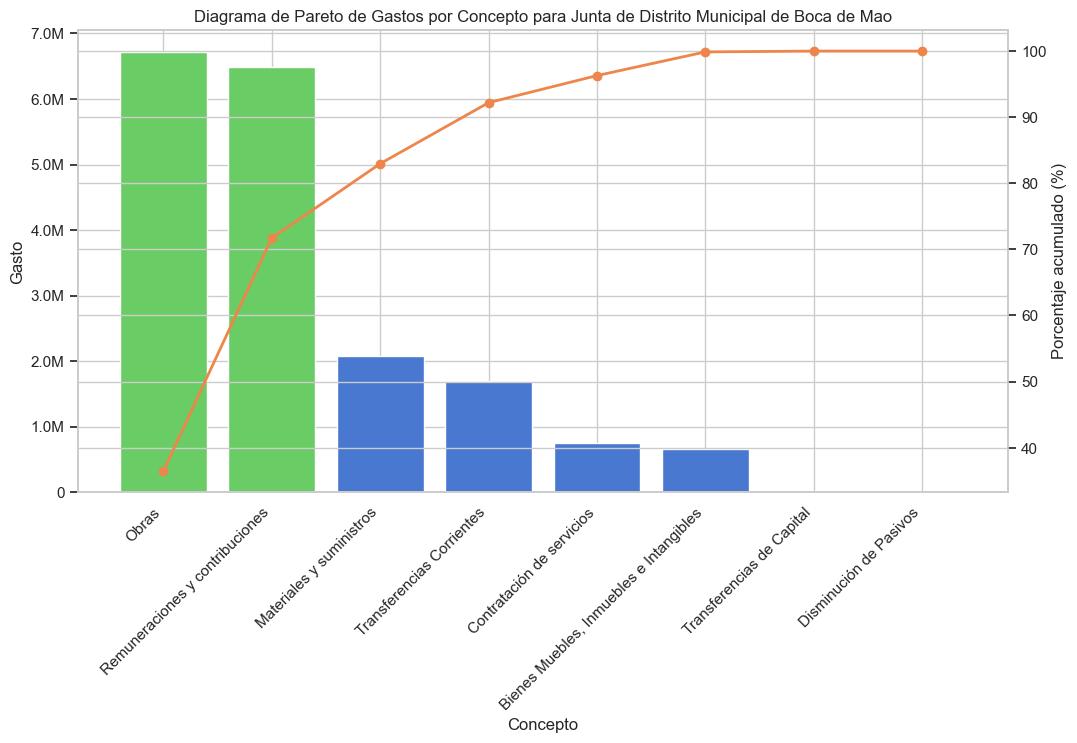 Diagrama de Pareto de Gastos por Concepto para Junta de Distrito Municipal de Boca de Mao
7.0M
6.0M
5.0M
4.0M
3.0M
2.0M
1.0M
0
Gasto
100
90
80
70
60
50
40
Porcentaje acumulado (%)
Obras
Remuneraciones y contribuciones
Materiales y suministros
Transferencias Corrientes
Contratación de servicios
Bienes Muebles, Inmuebles e Intangibles
Transferencias de Capital
Disminución de Pasivos
Concepto